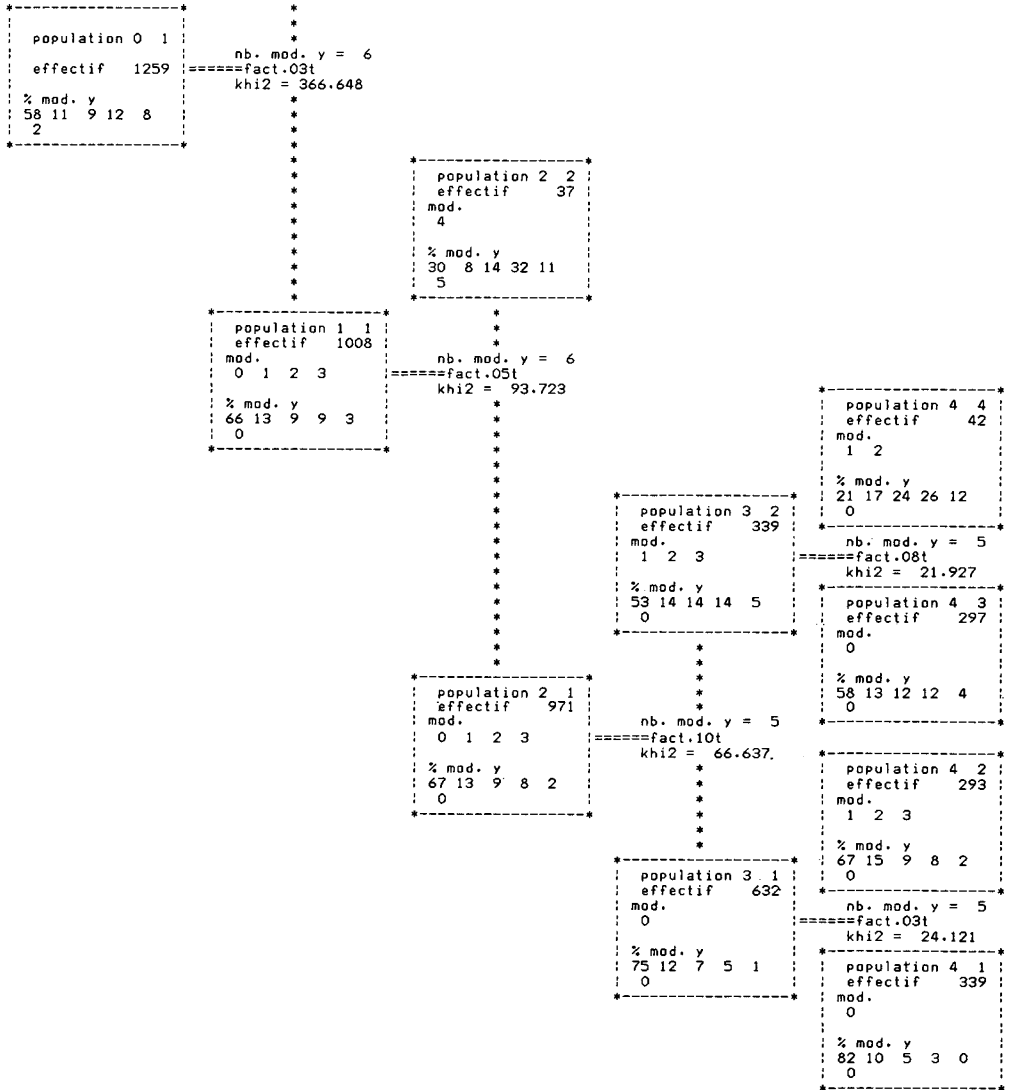 population 0 1
effectif 1259
% mod. y
58 11 9 12 8
2
nb. mod. y = 6
======fact.03t
khi2 = 366.648
population 2 2
effectif 37
mod.
4
% mod. y
30 8 14 32 11
5
population 1 1
effectif 1008
mod.
0 1 2 3
% mod. y
66 13 9 9 3
0
nb. mod. y = 6
======fact.05t
khi2 = 93.723
population 4 4
effectif 42
mod.
1 2
% mod. y
21 17 24 26 12
0
population 3 2
effectif 339
mod.
1 2 3
% mod. y
53 14 14 14 5
0
nb. mod. y = 5
======fact.08t
khi2 = 21.927
population 4 3
effectif 297
mod.
0
% mod. y
58 13 12 12 4
0
population 2 1
effectif 971
mod.
0 1 2 3
% mod. y
67 13 9 8 2
0
nb. mod. y = 5
======fact.10t
khi2 = 66.637.
population 4 2
effectif 293
mod.
1 2 3
% mod. y
67 15 9 8 2
0
population 3 1
effectif 632
mod.
0
% mod. y
75 12 7 5 1
0
nb. mod. y = 5
======fact.03t
khi2 = 24.121
population 4 1
effectif 339
mod.
0
% mod. y
82 10 5 3 0
0